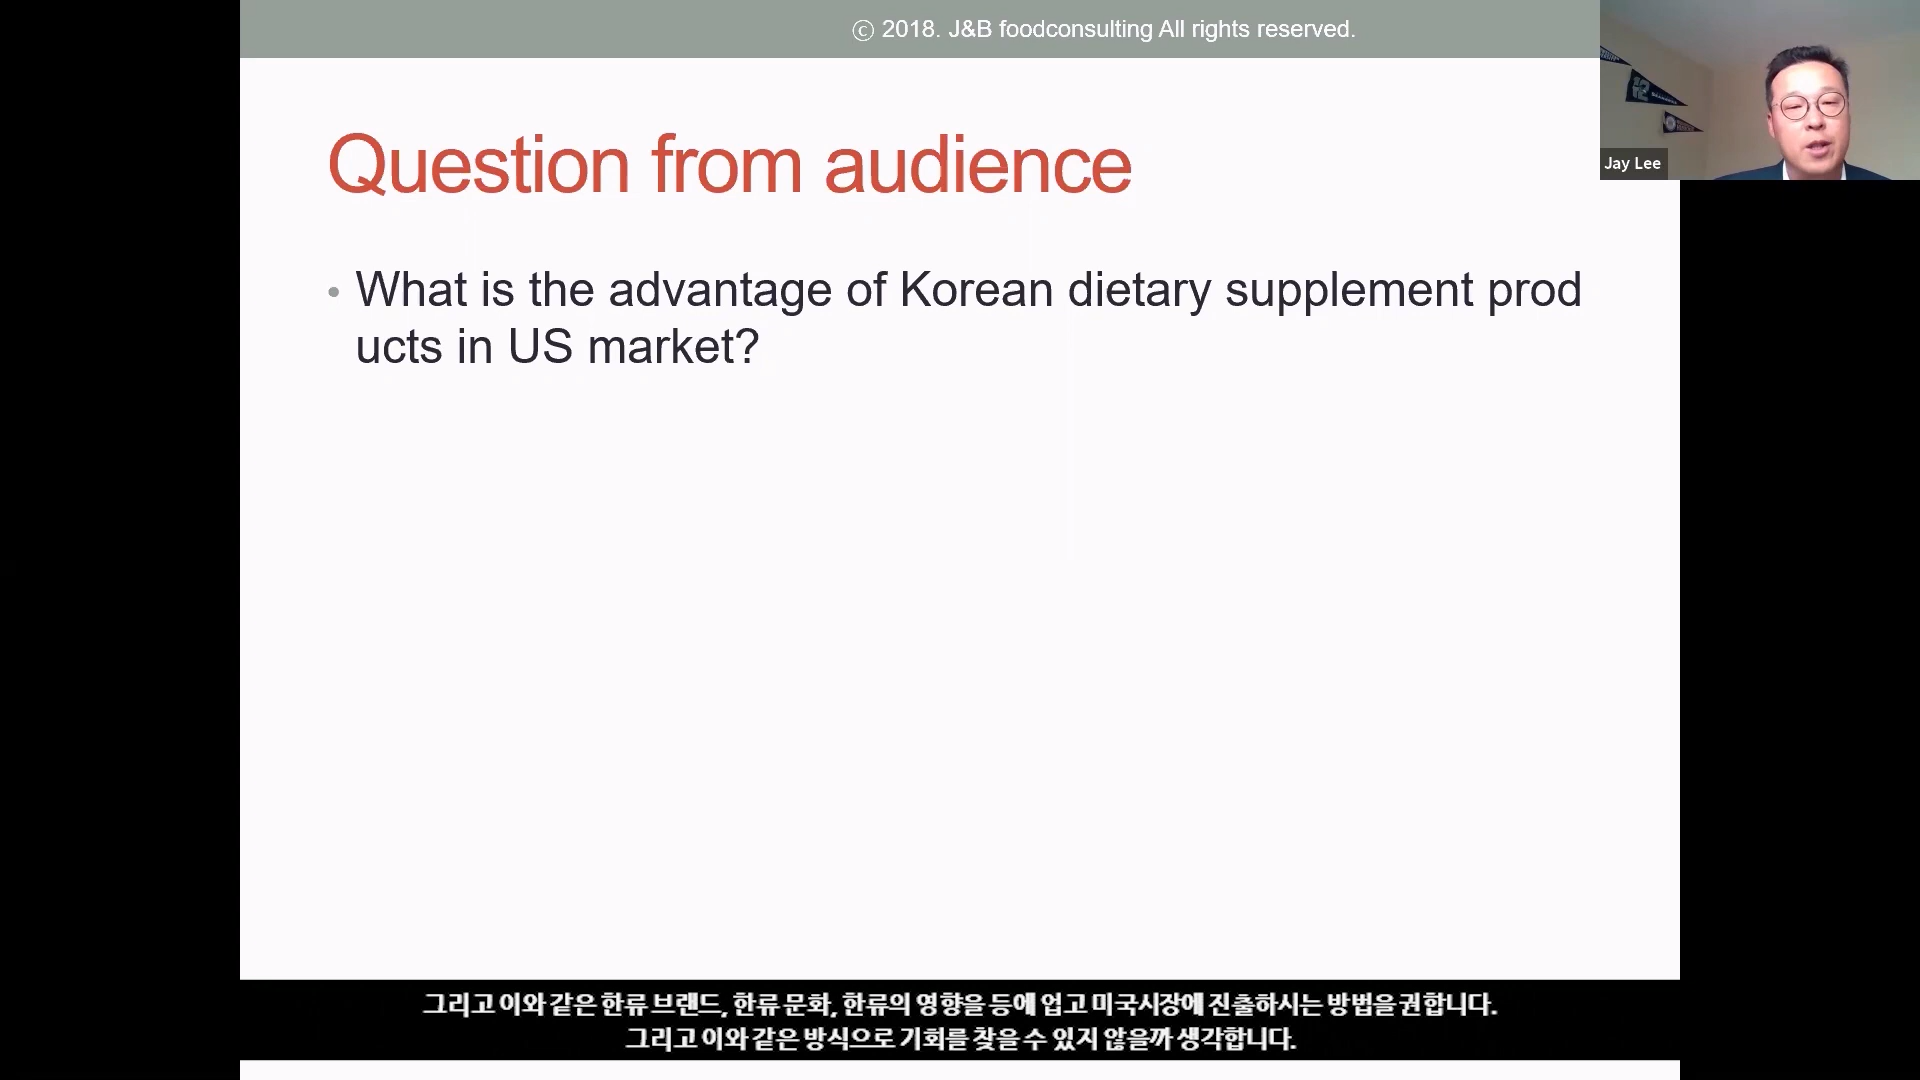 ⓒ 2018. J&B foodconsulting All rights reserved.
Question from audience
• What is the advantage of Korean dietary supplement prod
ucts in US market?
12
Jay Lee
그리고 이와 같은 한류 브랜드, 한류 문화, 한류의 영향을 등에 업고 미국시장에 진출하시는 방법을 권합니다.
그리고 이와 같은 방식으로 기회를 찾을 수 있지 않을까 생각합니다.